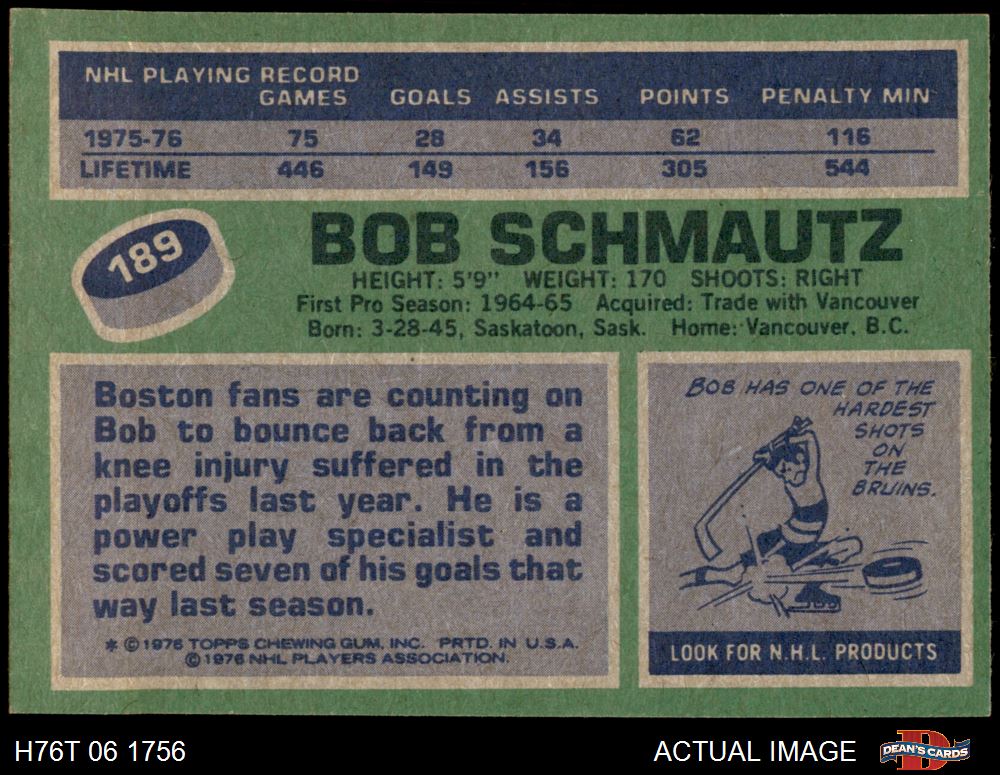 NHL PLAYING RECORD
GAMES GOALS ASSISTS POINTS PENALTY MIN
1975-76 75 28 34 62 116
LIFETIME 446 149 156 305 544
189
BOB SCHMAUTZ
HEIGHT: 5'9" WEIGHT: 170 SHOOTS: RIGHT
First Pro Season: 1964-65 Acquired: Trade with Vancouver
Born: 3-28-45, Saskatoon, Sask. Home: Vancouver, B.C.
Boston fans are counting on
Bob to bounce back from a
knee injury suffered in the
playoffs last year. He is a
power play specialist and
scored seven of his goals that
way last season.
* © 1976 TOPPS CHEWING GUM, INC. PRTD. IN U.S.A.
© 1976 NHL PLAYERS ASSOCIATION.
BOB HAS ONE OF THE
HARDEST
SHOTS
ON
THE
BRUINS.
LOOK FOR N.H.L. PRODUCTS
H76T 06 1756
ACTUAL IMAGE
D
DEAN'S CARDS